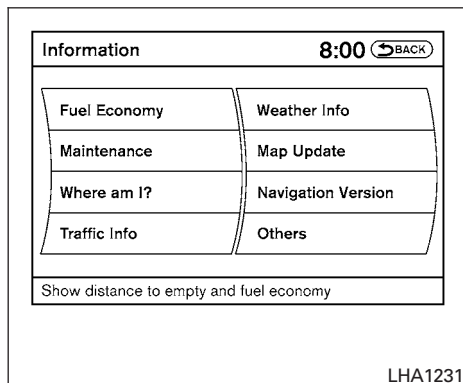 Information 8:00 BACK
Fuel Economy
Maintenance
Where am I?
Traffic Info
Weather Info
Map Update
Navigation Version
Others
Show distance to empty and fuel economy
LHA1231